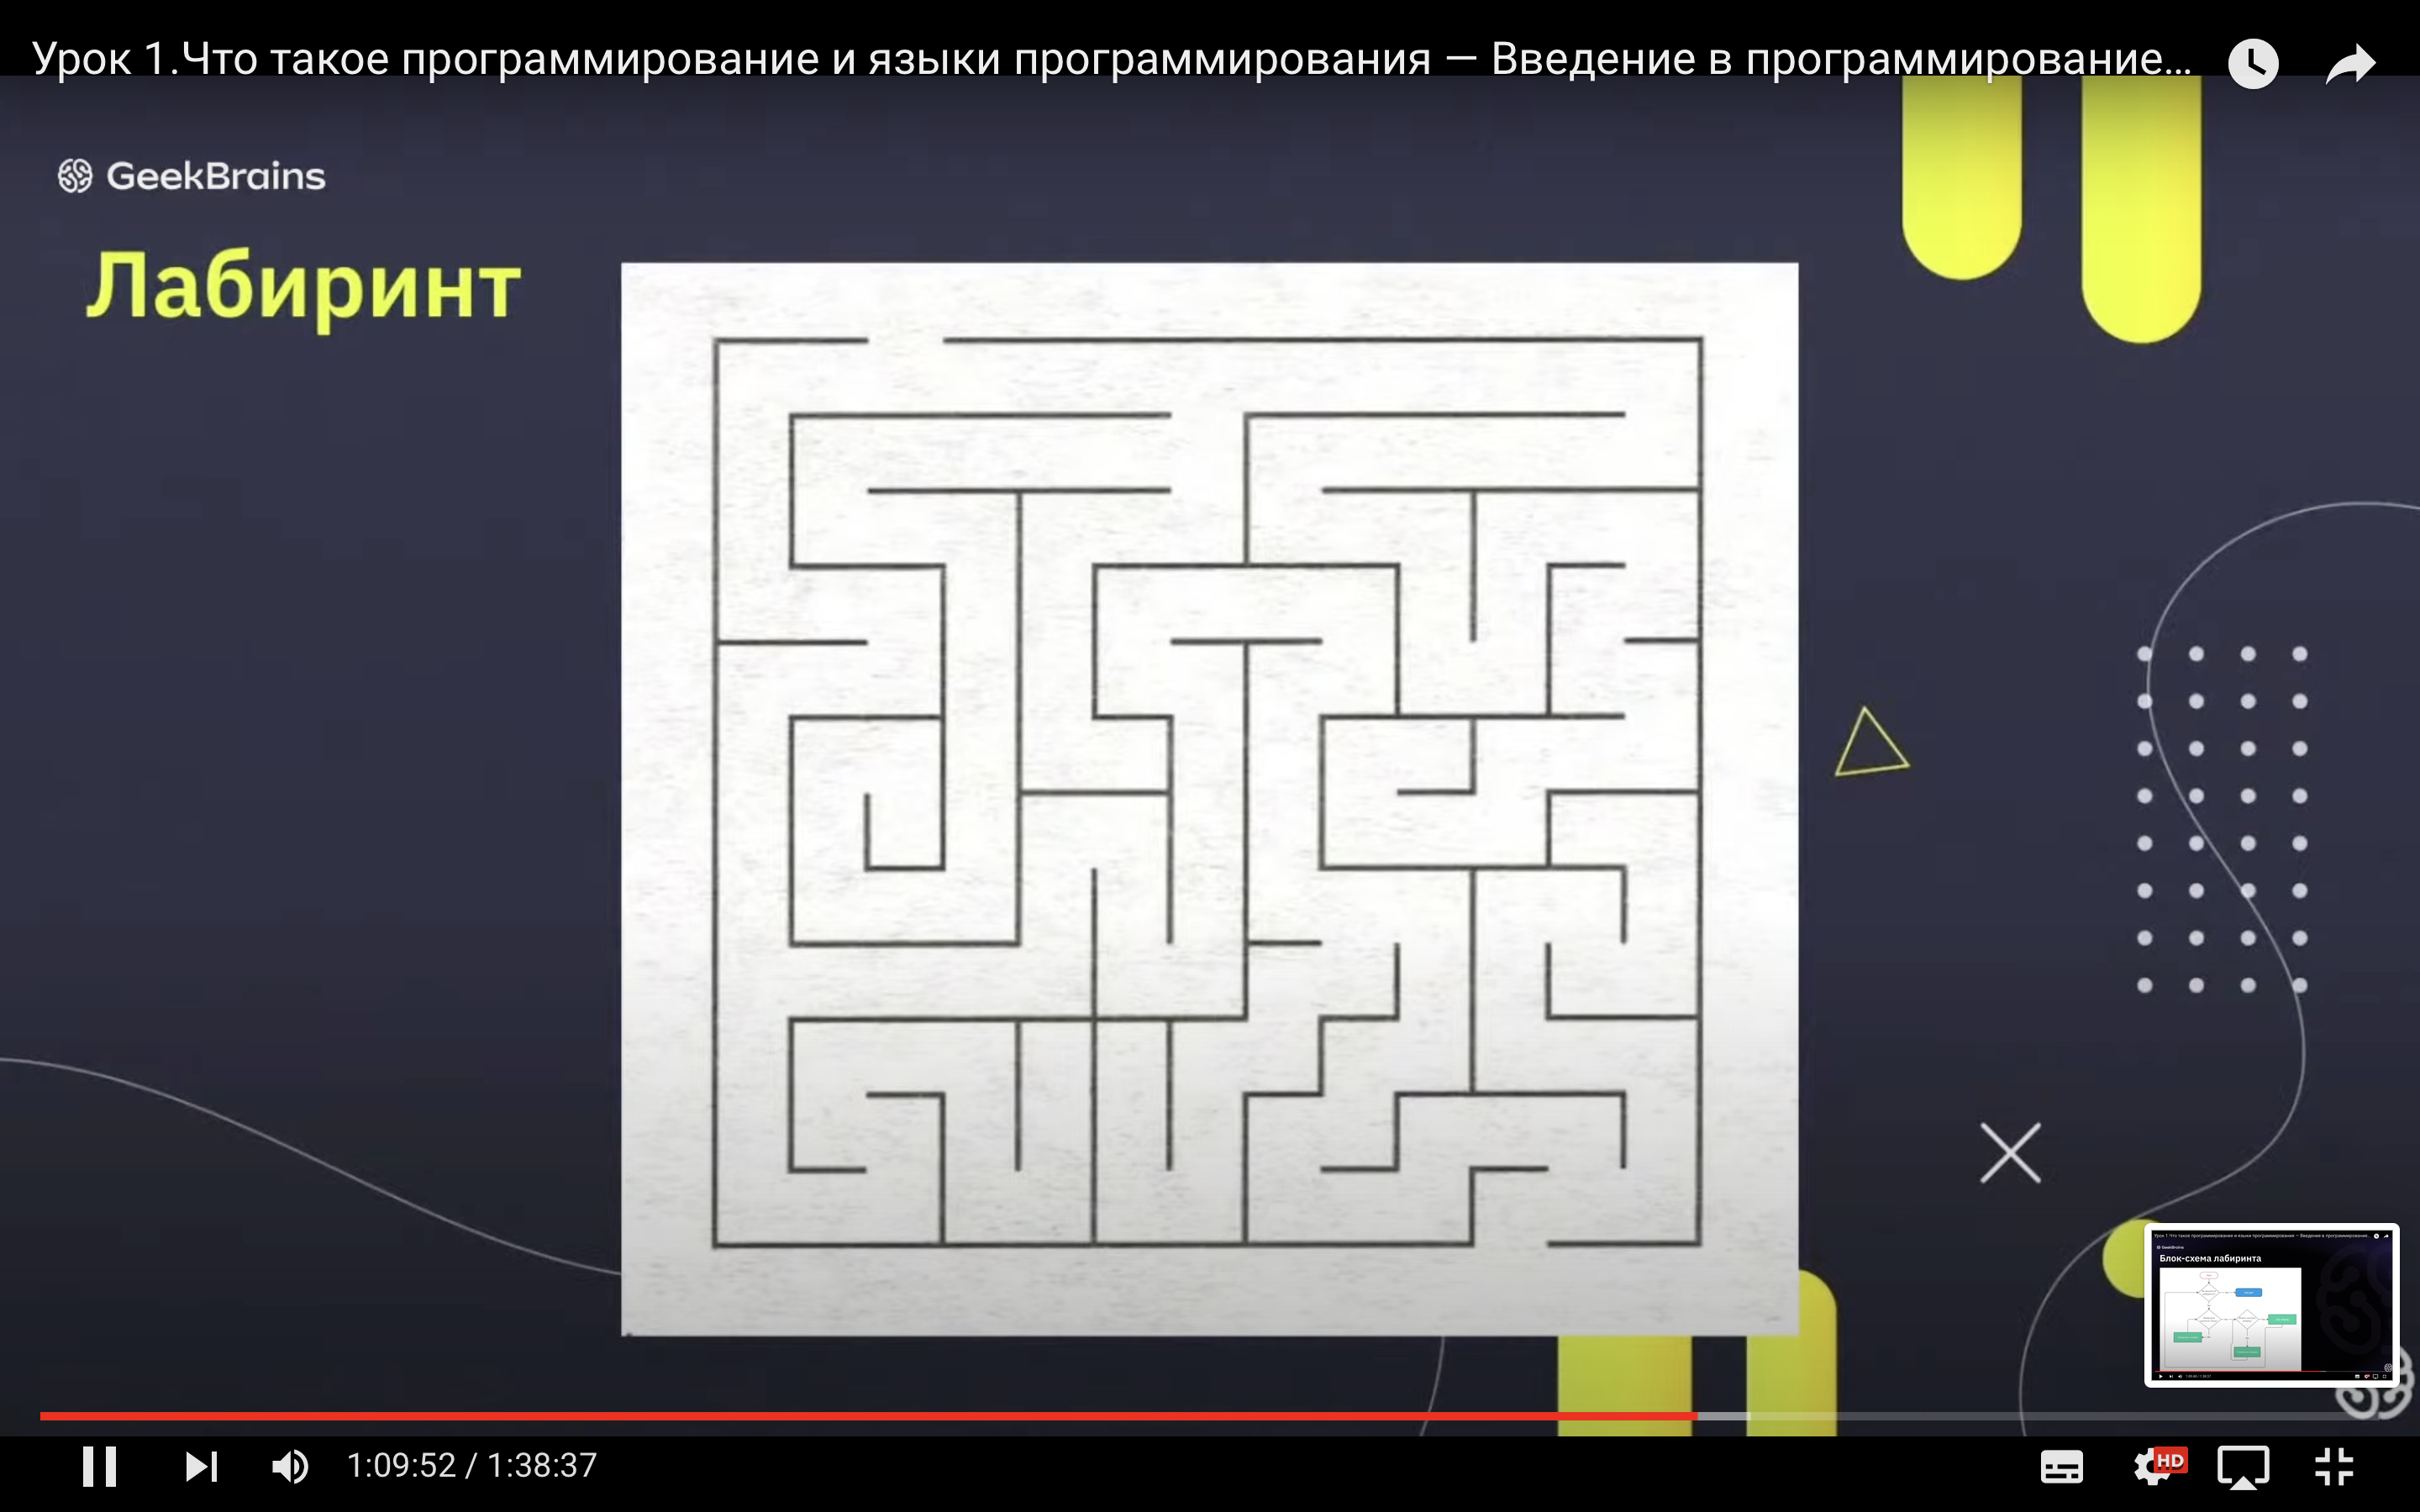 Урок 1.Что такое программирование и языки программирования — Введение в программирование...
GeekBrains
Лабиринт
Блок-схема лабиринта
1:09:52 / 1:38:37
HD